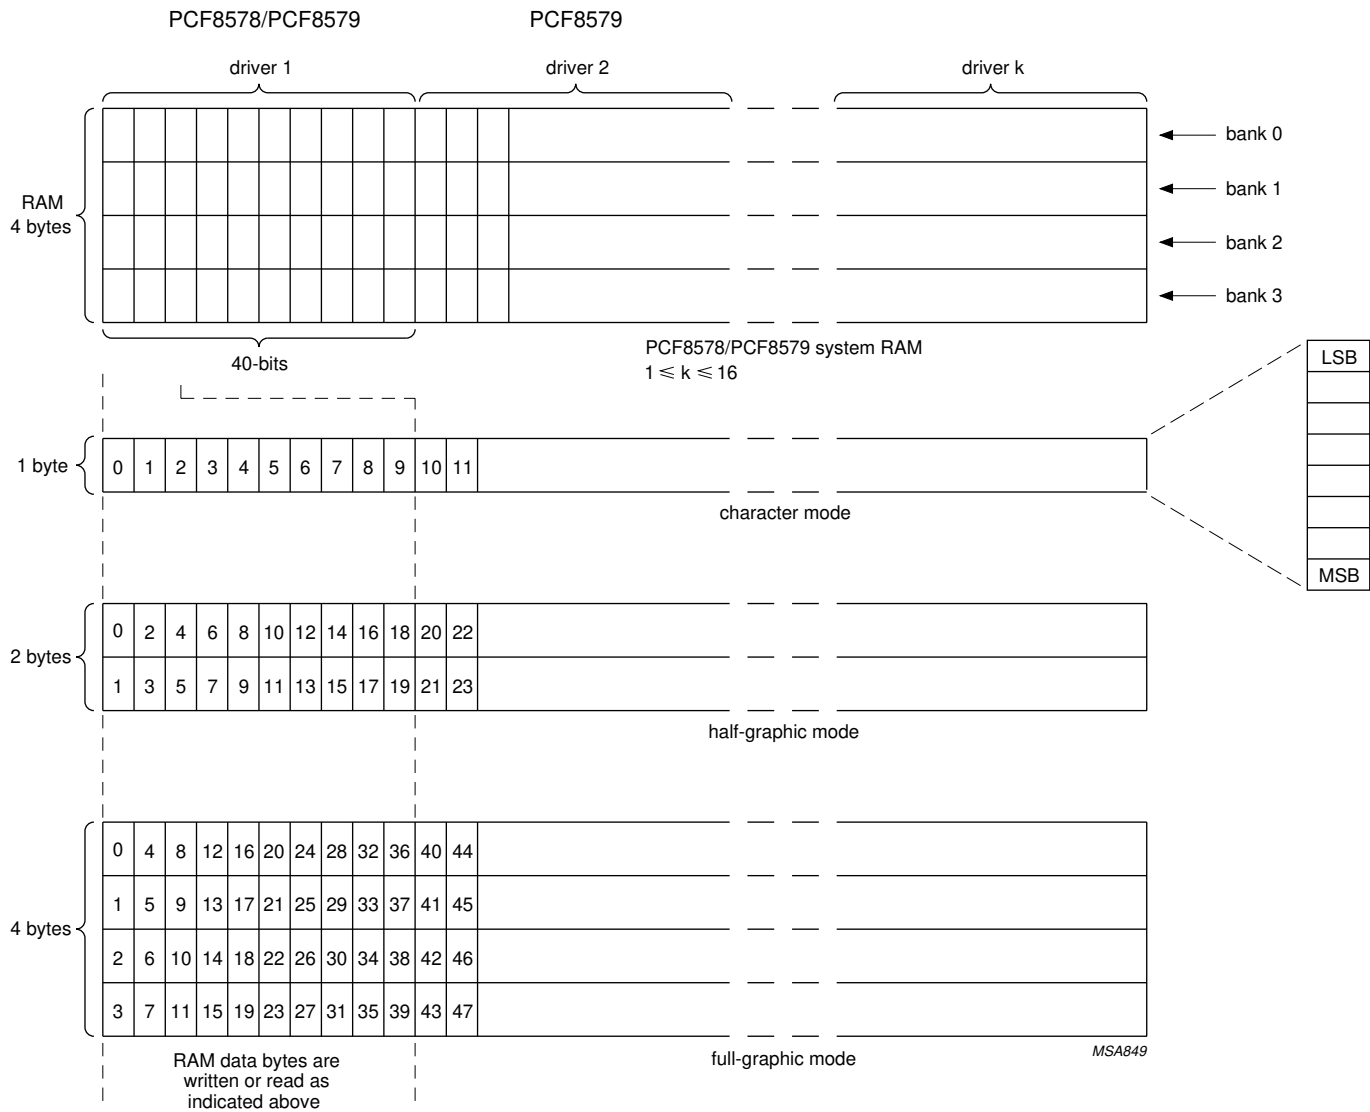 PCF8578/PCF8579 PCF8579
driver 1 driver 2 driver k
bank 0
bank 1
RAM
4 bytes
bank 2
bank 3
40-bits
PCF8578/PCF8579 system RAM
1 ⩽ k ⩽ 16
LSB
MSB
1 byte
0 1 2 3 4 5 6 7 8 9 10 11
character mode
2 bytes
0 2 4 6 8 10 12 14 16 18 20 22
1 3 5 7 9 11 13 15 17 19 21 23
half-graphic mode
4 bytes
0 4 8 12 16 20 24 28 32 36 40 44
1 5 9 13 17 21 25 29 33 37 41 45
2 6 10 14 18 22 26 30 34 38 42 46
3 7 11 15 19 23 27 31 35 39 43 47
full-graphic mode
MSA849
RAM data bytes are
written or read as
indicated above